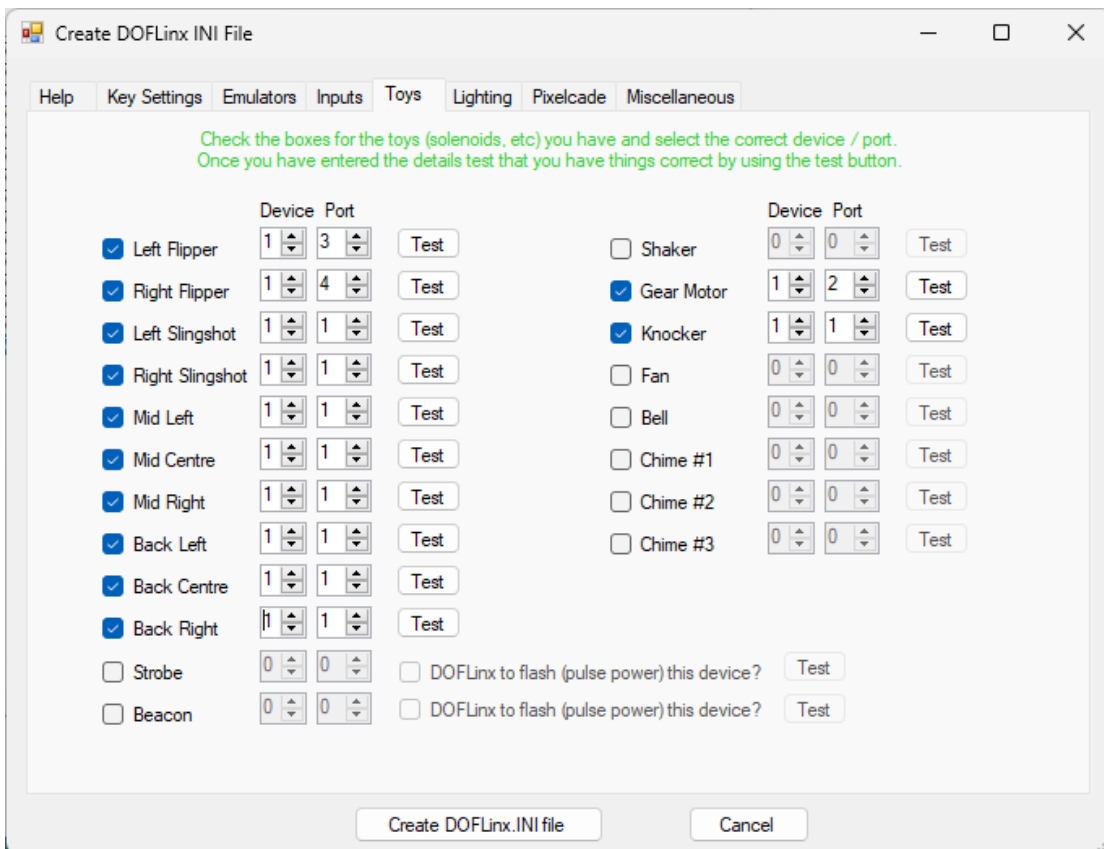 Create DOFLinx INI File
Help Key Settings Emulators Inputs Toys Lighting Pixelcade Miscellaneous
Check the boxes for the toys (solenoids, etc) you have and select the correct device / port.
Once you have entered the details test that you have things correct by using the test button.
Device Port Device Port
Left Flipper 1 3 Test Shaker 0 0 Test
Right Flipper 1 4 Test Gear Motor 1 2 Test
Left Slingshot 1 1 Test Knocker 1 1 Test
Right Slingshot 1 1 Test Fan 0 0 Test
Mid Left 1 1 Test Bell 0 0 Test
Mid Centre 1 1 Test Chime #1 0 0 Test
Mid Right 1 1 Test Chime #2 0 0 Test
Back Left 1 1 Test Chime #3 0 0 Test
Back Centre 1 1 Test
Back Right 1 1 Test
Strobe 0 0 DOFLinx to flash (pulse power) this device? Test
Beacon 0 0 DOFLinx to flash (pulse power) this device? Test
Create DOFLinx.INI file Cancel